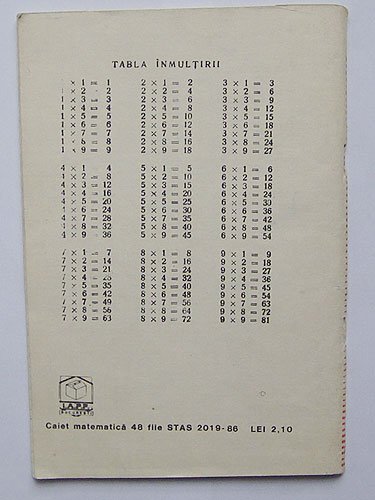 TABLA ÎNMULȚIRII
× 1 = 1   2 × 1 = 2   3 × 1 = 3
× 2 = 2   2 × 2 = 4   3 × 2 = 6
1 × 3 = 3   2 × 3 = 6   3 × 3 = 9
1 × 4 = 4   2 × 4 = 8   3 × 4 = 12
1 × 5 = 5   2 × 5 = 10   3 × 5 = 15
1 × 6 = 6   2 × 6 = 12   3 × 6 = 18
1 × 7 = 7   2 × 7 = 14   3 × 7 = 21
8 = 8   2 × 8 = 16   3 × 8 = 24
× 9 = 9   2 × 9 = 18   3 × 9 = 27
4 × 1   4   5 × 1 = 5   6 × 1 = 6
4 × 2 = 8   5 × 2 = 10   6 × 2 = 12
4 × 3 = 12   5 × 3 = 15   6 × 3 = 18
4 × 4 = 16   5 × 4 = 20   6 × 4 = 24
4 × 5 = 20   5 × 5 = 25   6 × 5 = 30
4 × 6 = 24   5 × 6 = 30   6 × 6 = 36
4 × 7 = 28   5 × 7 = 35   6 × 7 = 42
4 × 8 = 32   5 × 8 = 40   6 × 8 = 48
4 × 9 = 36   5 × 9 = 45   6 × 9 = 54
7 × 1 = 7   8 × 1 = 8   9 × 1 = 9
7 × 2 = 14   8 × 2 = 16   9 × 2 = 18
7 × 3 = 21   8 × 3 = 24   9 × 3 = 27
7 × 4 = 28   8 × 4 = 32   9 × 4 = 36
7 × 5 = 35   8 × 5 = 40   9 × 5 = 45
7 × 6 = 42   8 × 6 = 48   9 × 6 = 54
7 × 7 = 49   8 × 7 = 56   9 × 7 = 63
7 × 8 = 56   8 × 8 = 64   9 × 8 = 72
7 × 9 = 63   8 × 9 = 72   9 × 9 = 81
I.A.P.F.
BUCUREȘTI
Caiet matematică 48 file STAS 2019-86 LEI 2,10